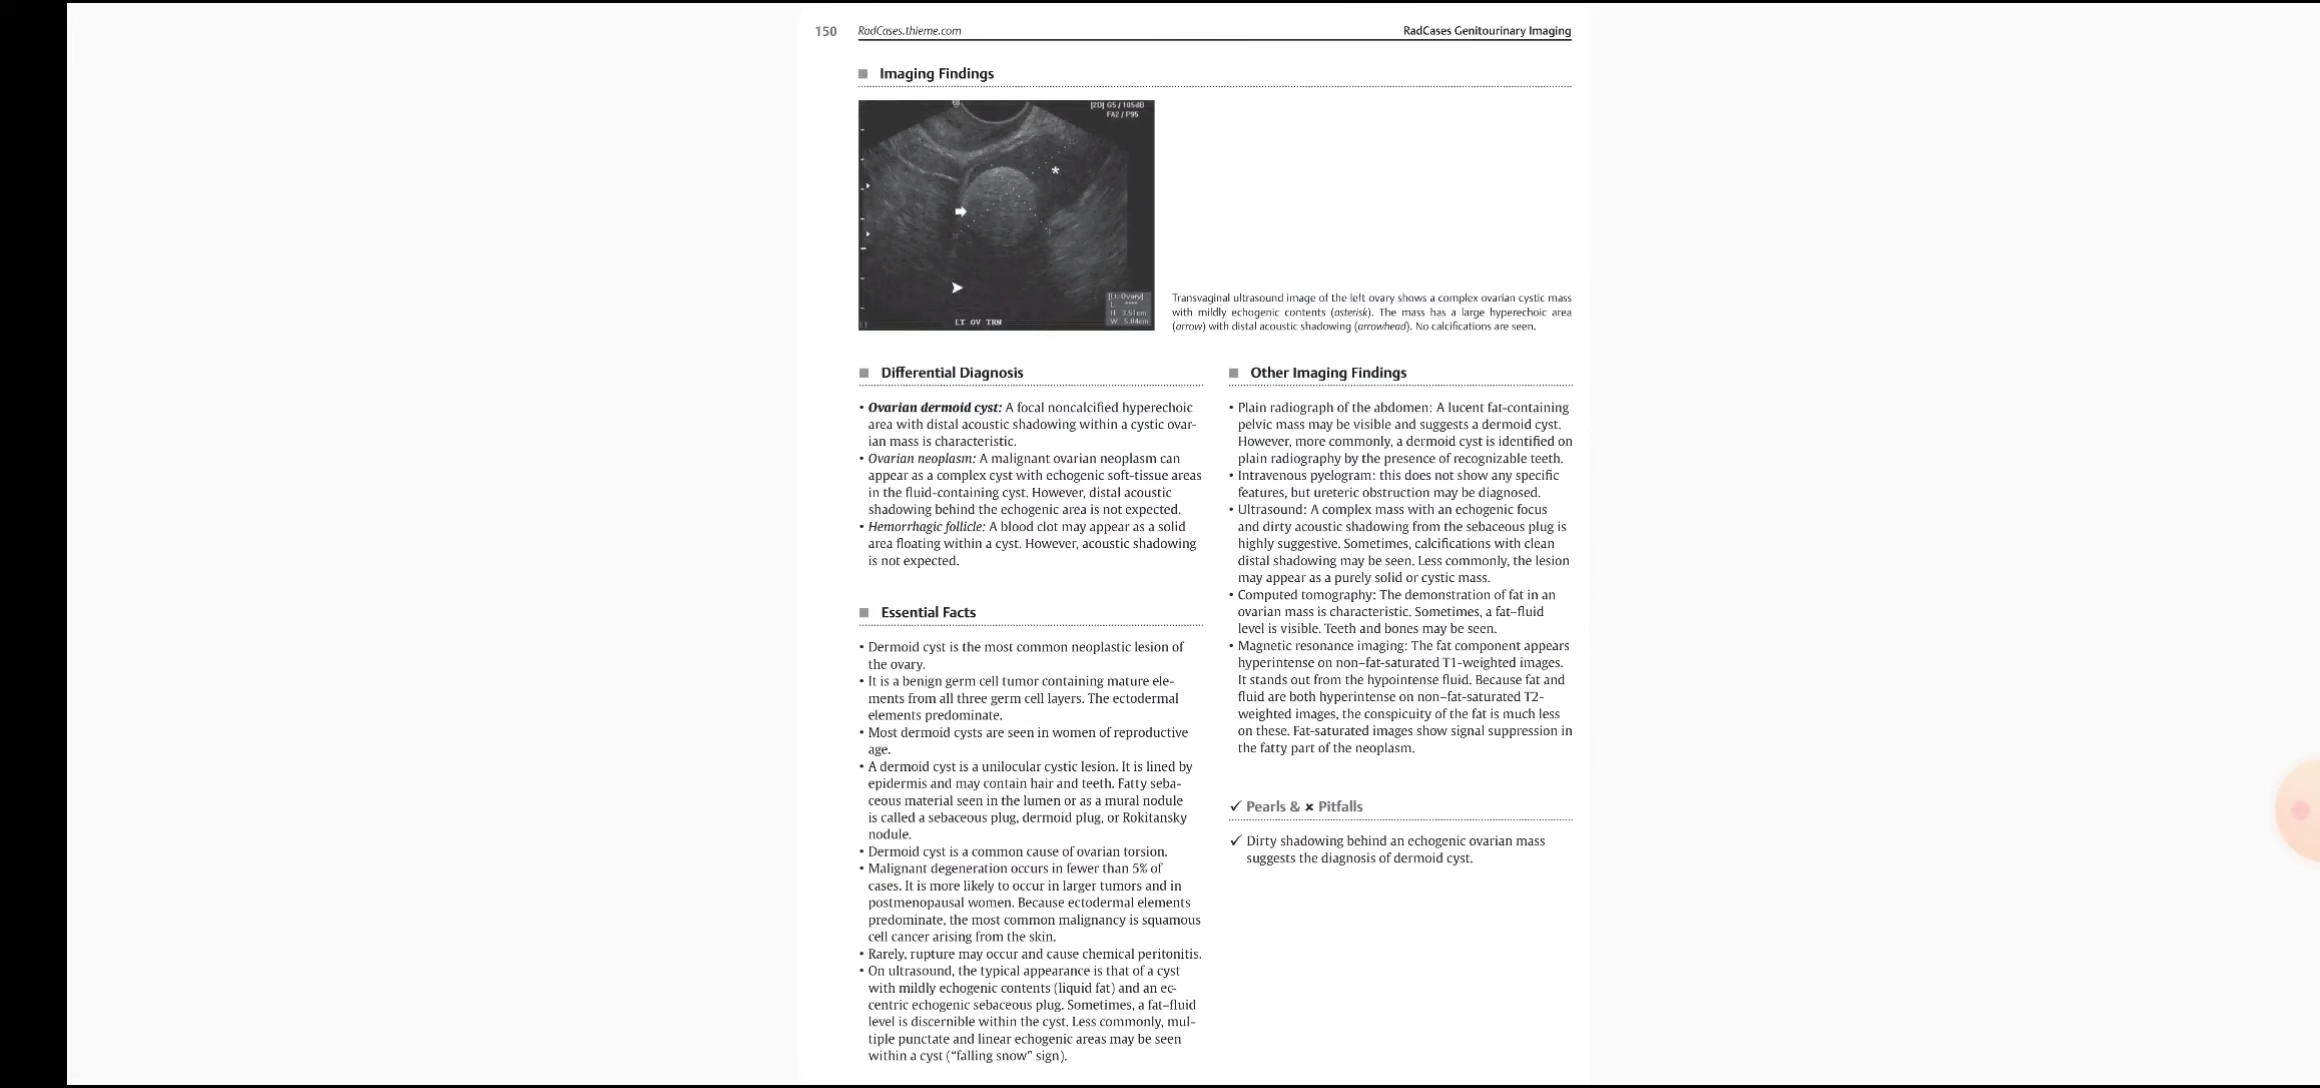 150 RadCases.thieme.com RadCases Genitourinary Imaging
Imaging Findings
[2D] G5 / 105dB
FA2 / P95
[Lt. Ovary]
L ****
H 3.51cm
W 5.04cm
LT OV TRN
Transvaginal ultrasound image of the left ovary shows a complex ovarian cystic mass
with mildly echogenic contents (asterisk). The mass has a large hyperechoic area
(arrow) with distal acoustic shadowing (arrowhead). No calcifications are seen.
Differential Diagnosis
• Ovarian dermoid cyst: A focal noncalcified hyperechoic
area with distal acoustic shadowing within a cystic ovar-
ian mass is characteristic.
• Ovarian neoplasm: A malignant ovarian neoplasm can
appear as a complex cyst with echogenic soft-tissue areas
in the fluid-containing cyst. However, distal acoustic
shadowing behind the echogenic area is not expected.
• Hemorrhagic follicle: A blood clot may appear as a solid
area floating within a cyst. However, acoustic shadowing
is not expected.
Essential Facts
• Dermoid cyst is the most common neoplastic lesion of
the ovary.
• It is a benign germ cell tumor containing mature ele-
ments from all three germ cell layers. The ectodermal
elements predominate.
• Most dermoid cysts are seen in women of reproductive
age.
• A dermoid cyst is a unilocular cystic lesion. It is lined by
epidermis and may contain hair and teeth. Fatty seba-
ceous material seen in the lumen or as a mural nodule
is called a sebaceous plug, dermoid plug, or Rokitansky
nodule.
• Dermoid cyst is a common cause of ovarian torsion.
• Malignant degeneration occurs in fewer than 5% of
cases. It is more likely to occur in larger tumors and in
postmenopausal women. Because ectodermal elements
predominate, the most common malignancy is squamous
cell cancer arising from the skin.
• Rarely, rupture may occur and cause chemical peritonitis.
• On ultrasound, the typical appearance is that of a cyst
with mildly echogenic contents (liquid fat) and an ec-
centric echogenic sebaceous plug. Sometimes, a fat–fluid
level is discernible within the cyst. Less commonly, mul-
tiple punctate and linear echogenic areas may be seen
within a cyst (“falling snow” sign).
Other Imaging Findings
• Plain radiograph of the abdomen: A lucent fat-containing
pelvic mass may be visible and suggests a dermoid cyst.
However, more commonly, a dermoid cyst is identified on
plain radiography by the presence of recognizable teeth.
• Intravenous pyelogram: this does not show any specific
features, but ureteric obstruction may be diagnosed.
• Ultrasound: A complex mass with an echogenic focus
and dirty acoustic shadowing from the sebaceous plug is
highly suggestive. Sometimes, calcifications with clean
distal shadowing may be seen. Less commonly, the lesion
may appear as a purely solid or cystic mass.
• Computed tomography: The demonstration of fat in an
ovarian mass is characteristic. Sometimes, a fat–fluid
level is visible. Teeth and bones may be seen.
• Magnetic resonance imaging: The fat component appears
hyperintense on non–fat-saturated T1-weighted images.
It stands out from the hypointense fluid. Because fat and
fluid are both hyperintense on non–fat-saturated T2-
weighted images, the conspicuity of the fat is much less
on these. Fat-saturated images show signal suppression in
the fatty part of the neoplasm.
✓ Pearls & × Pitfalls
✓ Dirty shadowing behind an echogenic ovarian mass
suggests the diagnosis of dermoid cyst.